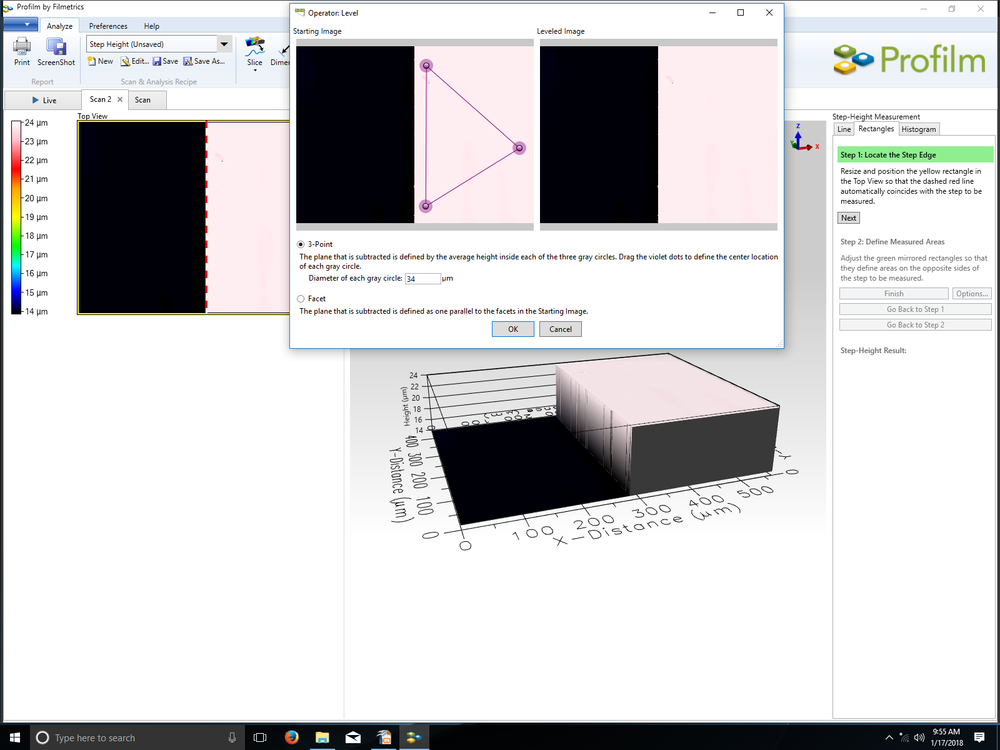 Profilm by Filmetrics
Analyze
Preferences
Help
Print
ScreenShot
Report
Step Height (Unsaved)
New
Edit...
Save
Save As...
Scan & Analysis Recipe
Slice
Profilm
Live
Scan 2
Scan
24 µm
23 µm
22 µm
21 µm
20 µm
19 µm
18 µm
17 µm
16 µm
15 µm
14 µm
Top View
Operator: Level
Starting Image
Leveled Image
3-Point
The plane that is subtracted is defined by the average height inside each of the three gray circles. Drag the violet dots to define the center location
of each gray circle.
Diameter of each gray circle: 34 µm
Facet
The plane that is subtracted is defined as one parallel to the facets in the Starting Image.
OK
Cancel
Z
Y
X
24
22
20
18
16
14
Height (µm)
400
300
200
100
0
Y-Distance (µm)
0
100
200
300
400
500
X-Distance (µm)
0
Step-Height Measurement
Line
Rectangles
Histogram
Step 1: Locate the Step Edge
Resize and position the yellow rectangle in
the Top View so that the dashed red line
automatically coincides with the step to be
measured.
Next
Step 2: Define Measured Areas
Adjust the green mirrored rectangles so that
they define areas on the opposite sides of
the step to be measured.
Finish
Options...
Go Back to Step 1
Go Back to Step 2
Step-Height Result:
Type here to search
9:55 AM
1/17/2018